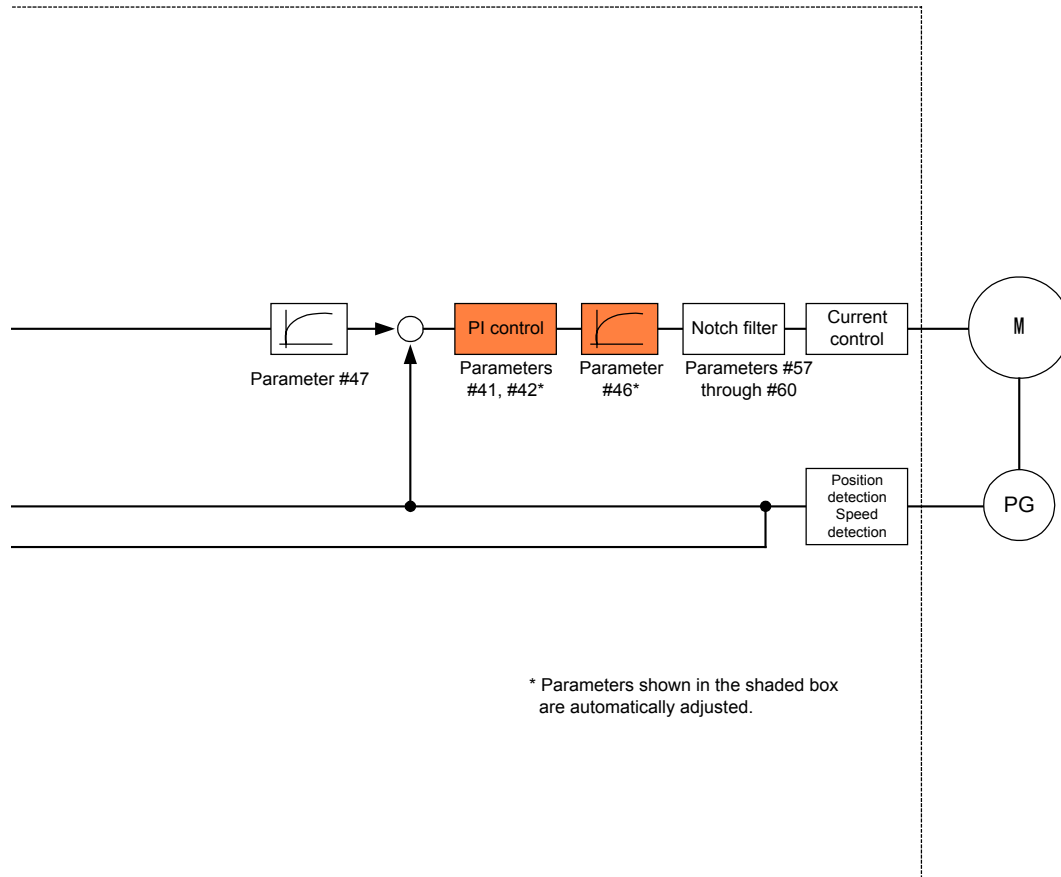 PI control
Notch filter
Current
control
M
Parameter #47
Parameters
#41, #42*
Parameter
#46*
Parameters #57
through #60
Position
detection
Speed
detection
PG
* Parameters shown in the shaded box
are automatically adjusted.